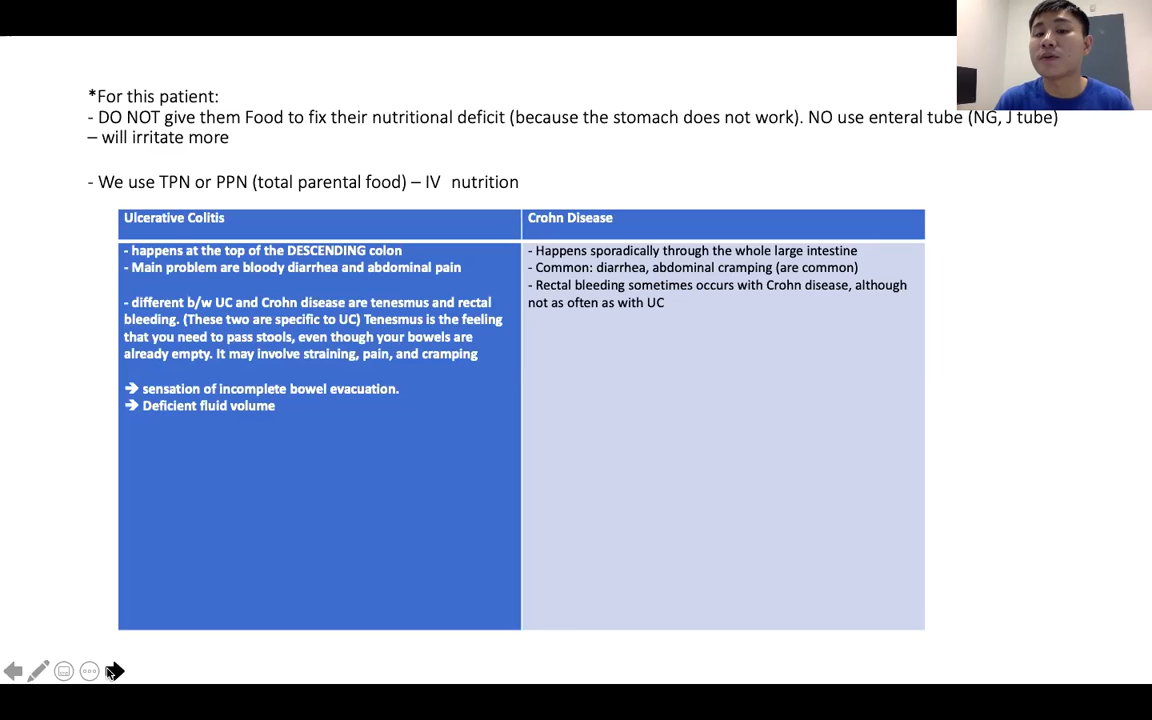 *For this patient:
- DO NOT give them Food to fix their nutritional deficit (because the stomach does not work). NO use enteral tube (NG, J tube)
– will irritate more
- We use TPN or PPN (total parental food) – IV nutrition
Ulcerative Colitis
- happens at the top of the DESCENDING colon
- Main problem are bloody diarrhea and abdominal pain
- different b/w UC and Crohn disease are tenesmus and rectal
bleeding. (These two are specific to UC) Tenesmus is the feeling
that you need to pass stools, even though your bowels are
already empty. It may involve straining, pain, and cramping
➔ sensation of incomplete bowel evacuation.
➔ Deficient fluid volume
Crohn Disease
- Happens sporadically through the whole large intestine
- Common: diarrhea, abdominal cramping (are common)
- Rectal bleeding sometimes occurs with Crohn disease, although
not as often as with UC